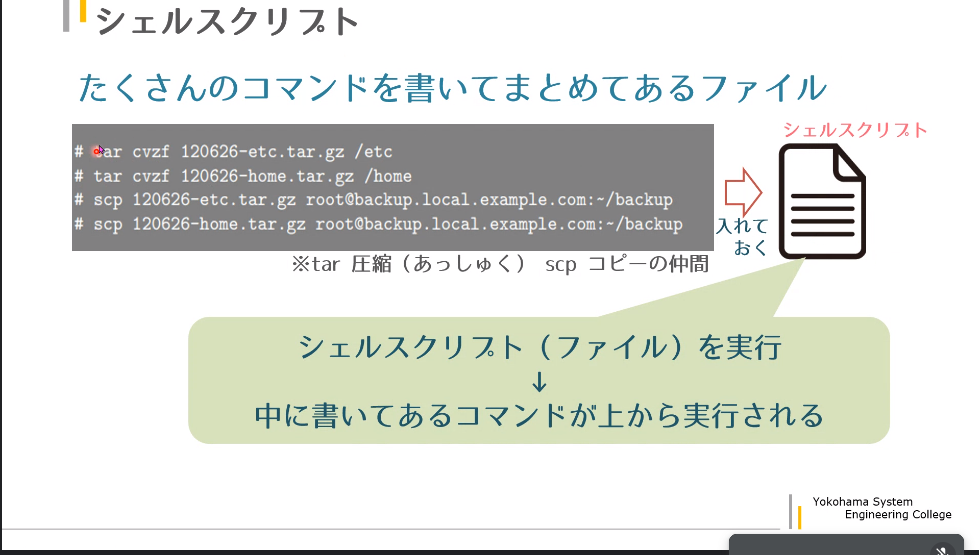 シェルスクリプト
たくさんのコマンドを書いてまとめてあるファイル
シェルスクリプト
# tar cvzf 120626-etc.tar.gz /etc
# tar cvzf 120626-home.tar.gz /home
# scp 120626-etc.tar.gz root@backup.local.example.com:~/backup
# scp 120626-home.tar.gz root@backup.local.example.com:~/backup
入れて
おく
※tar 圧縮（あっしゅく） scp コピーの仲間
シェルスクリプト（ファイル）を実行
↓
中に書いてあるコマンドが上から実行される
Yokohama System
Engineering College